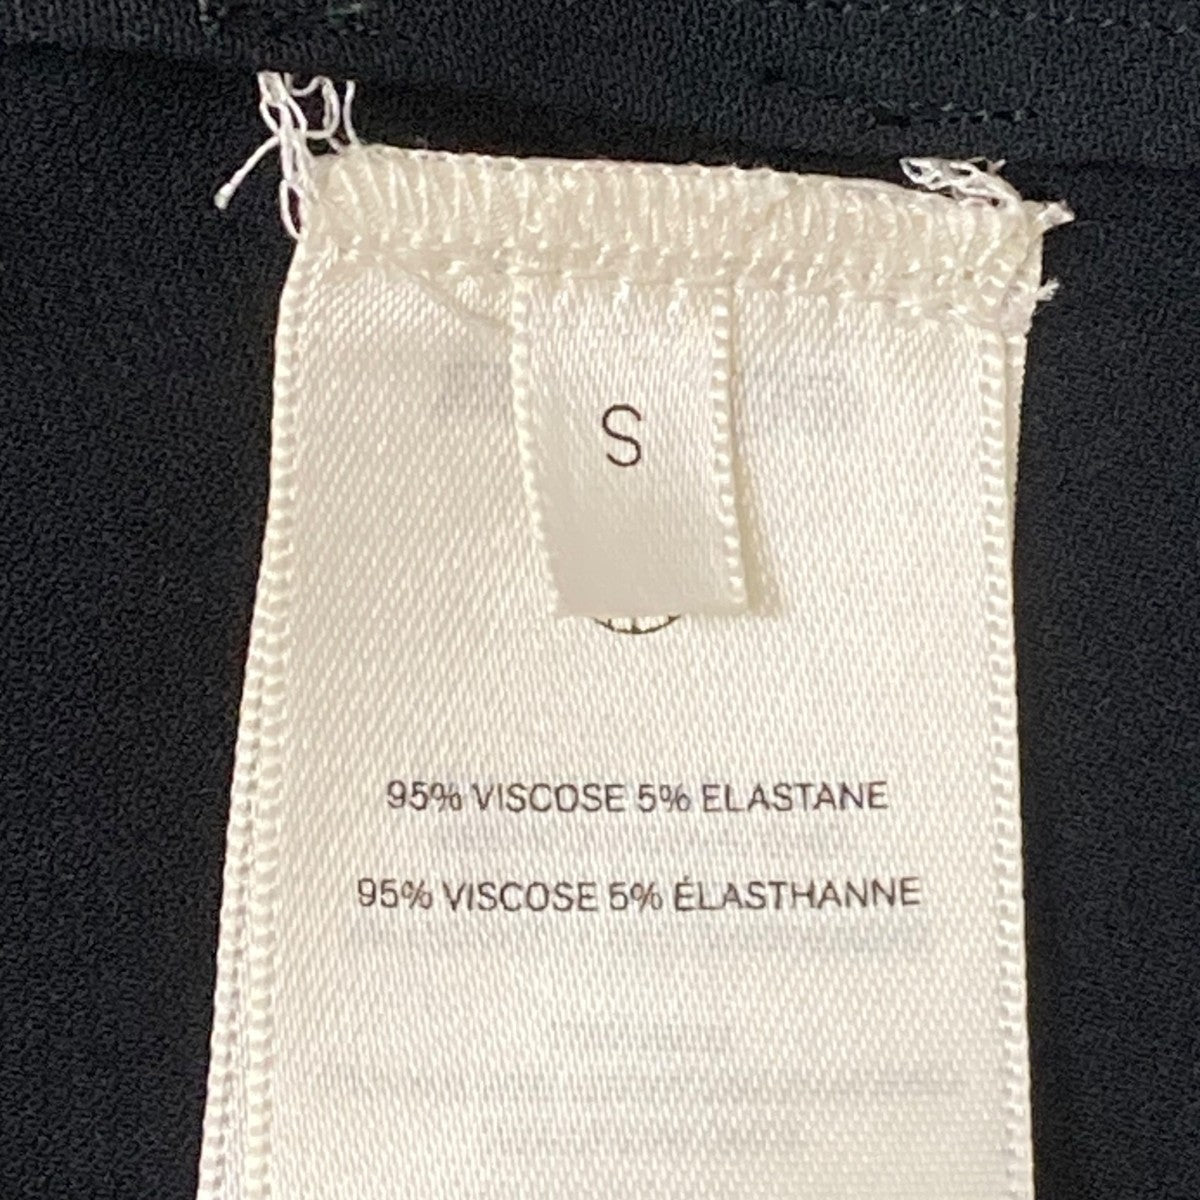 S
95% VISCOSE 5% ELASTANE
95% VISCOSE 5% ÉLASTHANNE